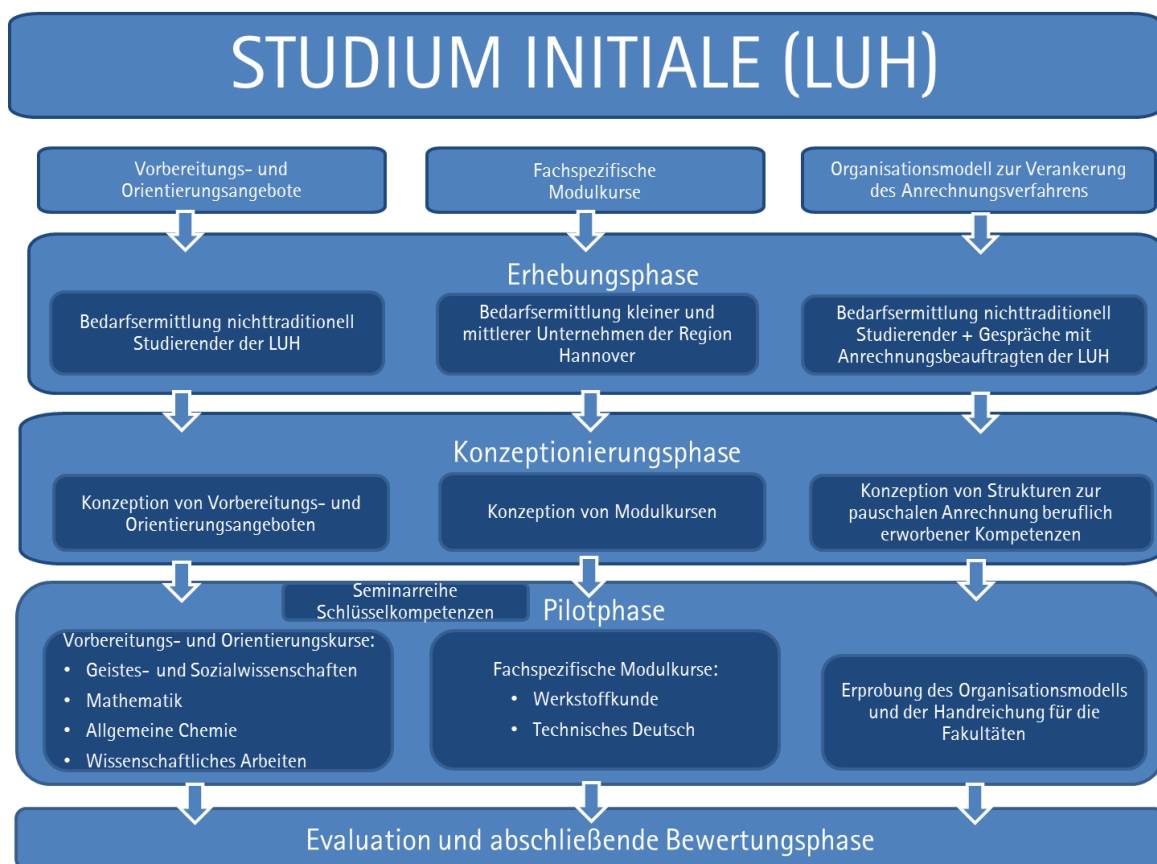 STUDIUM INITIALE (LUH)
Vorbereitungs- und
Orientierungsangebote
Fachspezifische
Modulkurse
Organisationsmodell zur Verankerung
des Anrechnungsverfahrens
Erhebungsphase
Bedarfsermittlung nichttraditionell
Studierender der LUH
Bedarfsermittlung kleiner und
mittlerer Unternehmen der Region
Hannover
Bedarfsermittlung nichttraditionell
Studierender + Gespräche mit
Anrechnungsbeauftragten der LUH
Konzeptionierungsphase
Konzeption von Vorbereitungs- und
Orientierungsangeboten
Konzeption von Modulkursen
Konzeption von Strukturen zur
pauschalen Anrechnung beruflich
erworbener Kompetenzen
Seminarreihe
Schlüsselkompetenzen
Pilotphase
Vorbereitungs- und Orientierungskurse:
• Geistes- und Sozialwissenschaften
• Mathematik
• Allgemeine Chemie
• Wissenschaftliches Arbeiten
Fachspezifische Modulkurse:
• Werkstoffkunde
• Technisches Deutsch
Erprobung des Organisationsmodells
und der Handreichung für die
Fakultäten
Evaluation und abschließende Bewertungsphase